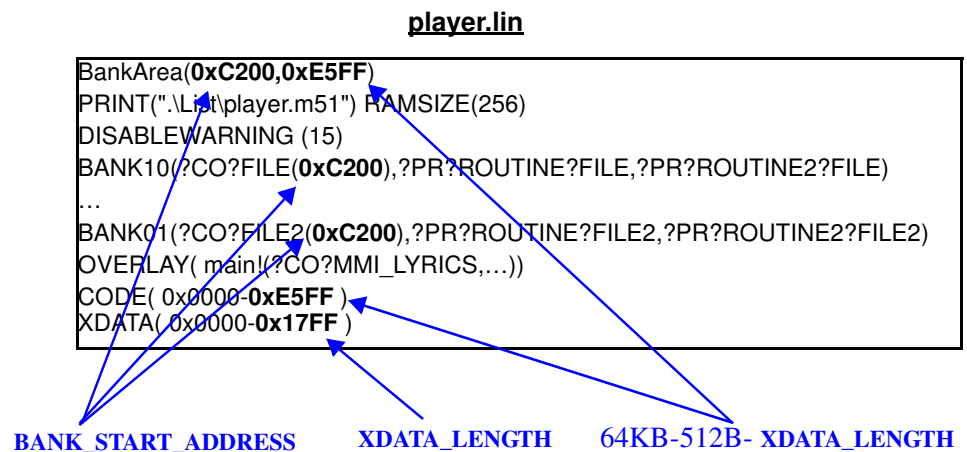 player.lin
BankArea(0xC200,0xE5FF)
PRINT(".\List\player.m51") RAMSIZE(256)
DISABLEWARNING (15)
BANK10(?CO?FILE(0xC200),?PR?ROUTINE?FILE,?PR?ROUTINE2?FILE)
…
BANK01(?CO?FILE2(0xC200),?PR?ROUTINE?FILE2,?PR?ROUTINE2?FILE2)
OVERLAY( main!(?CO?MMI_LYRICS,…))
CODE( 0x0000-0xE5FF )
XDATA( 0x0000-0x17FF )
BANK_START_ADDRESS XDATA_LENGTH 64KB-512B- XDATA_LENGTH